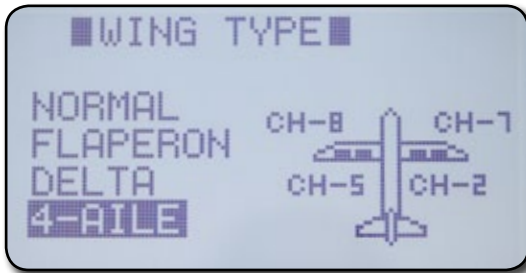 WING TYPE
NORMAL
FLAPERON
DELTA
4-AILE
CH-8 CH-7
CH-5 CH-2